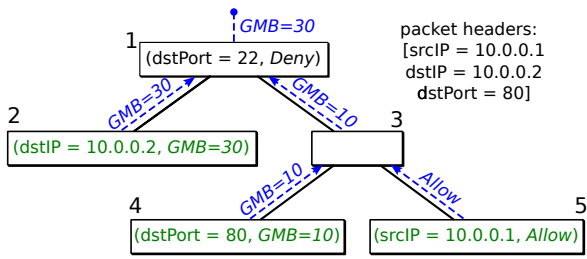 GMB=30
packet headers:
[srcIP = 10.0.0.1
dstIP = 10.0.0.2
dstPort = 80]
1
(dstPort = 22, Deny)
GMB=30
GMB=10
2
3
(dstIP = 10.0.0.2, GMB=30)
GMB=10
Allow
4
5
(dstPort = 80, GMB=10)
(srcIP = 10.0.0.1, Allow)